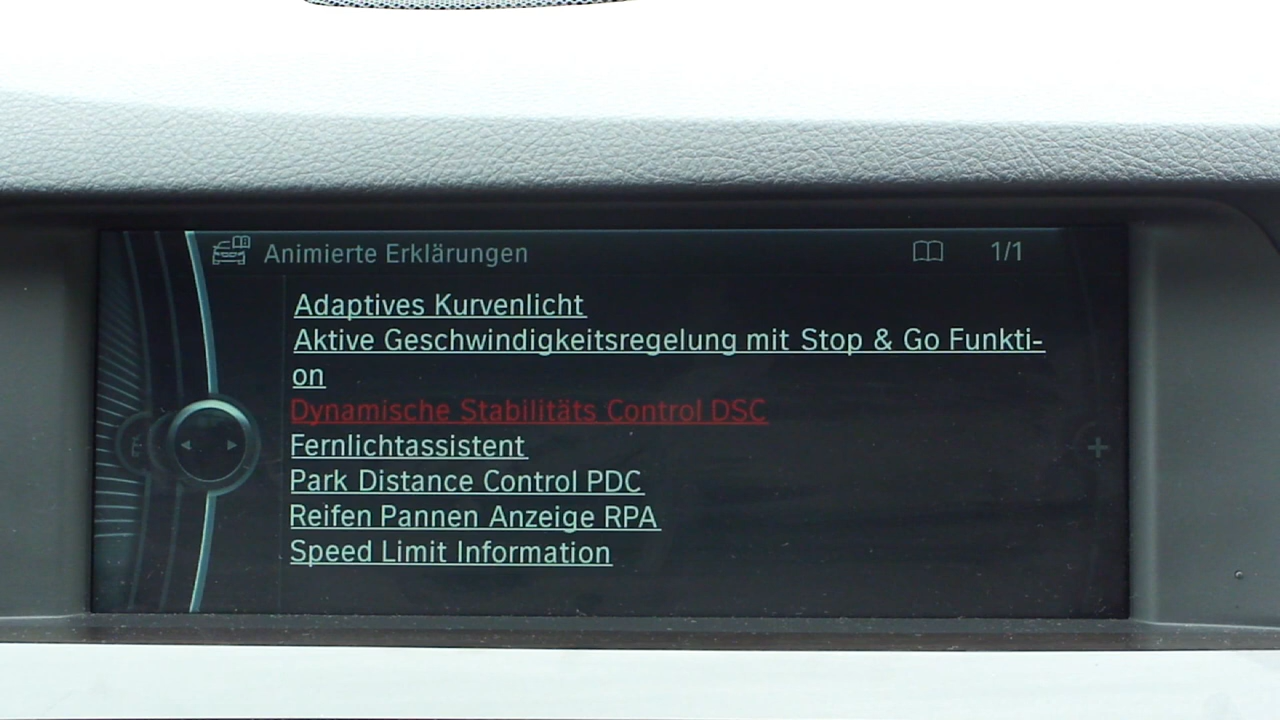 Animierte Erklärungen 1/1
Adaptives Kurvenlicht
Aktive Geschwindigkeitsregelung mit Stop & Go Funkti-
on
Dynamische Stabilitäts Control DSC
Fernlichtassistent
Park Distance Control PDC
Reifen Pannen Anzeige RPA
Speed Limit Information